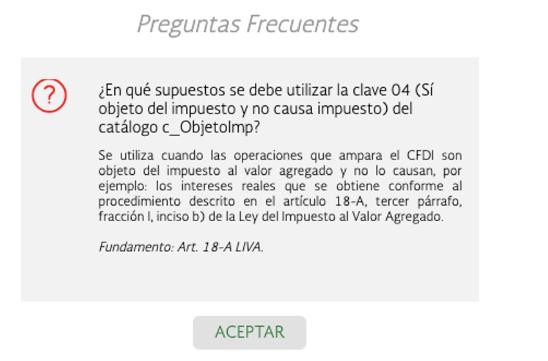 Preguntas Frecuentes
?
¿En qué supuestos se debe utilizar la clave 04 (Sí
objeto del impuesto y no causa impuesto) del
catálogo c_ObjetoImp?
Se utiliza cuando las operaciones que ampara el CFDI son
objeto del impuesto al valor agregado y no lo causan, por
ejemplo: los intereses reales que se obtiene conforme al
procedimiento descrito en el artículo 18-A, tercer párrafo,
fracción I, inciso b) de la Ley del Impuesto al Valor Agregado.
Fundamento: Art. 18-A LIVA.
ACEPTAR